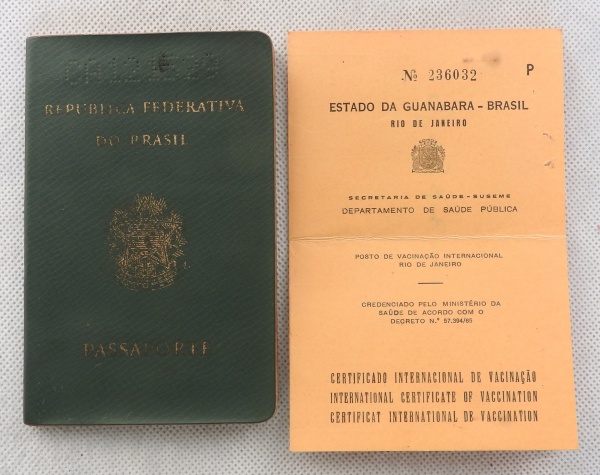 REPÚBLICA FEDERATIVA
DO BRASIL
PASSAPORTE
Nº 236032
P
ESTADO DA GUANABARA - BRASIL
RIO DE JANEIRO
SECRETARIA DE SAÚDE - SUSEME
DEPARTAMENTO DE SAÚDE PÚBLICA
POSTO DE VACINAÇÃO INTERNACIONAL
RIO DE JANEIRO
CREDENCIADO PELO MINISTÉRIO DA
SAÚDE DE ACORDO COM O
DECRETO N.º 57.394/65
CERTIFICADO INTERNACIONAL DE VACINAÇÃO
INTERNATIONAL CERTIFICATE OF VACCINATION
CERTIFICAT INTERNATIONAL DE VACCINATION